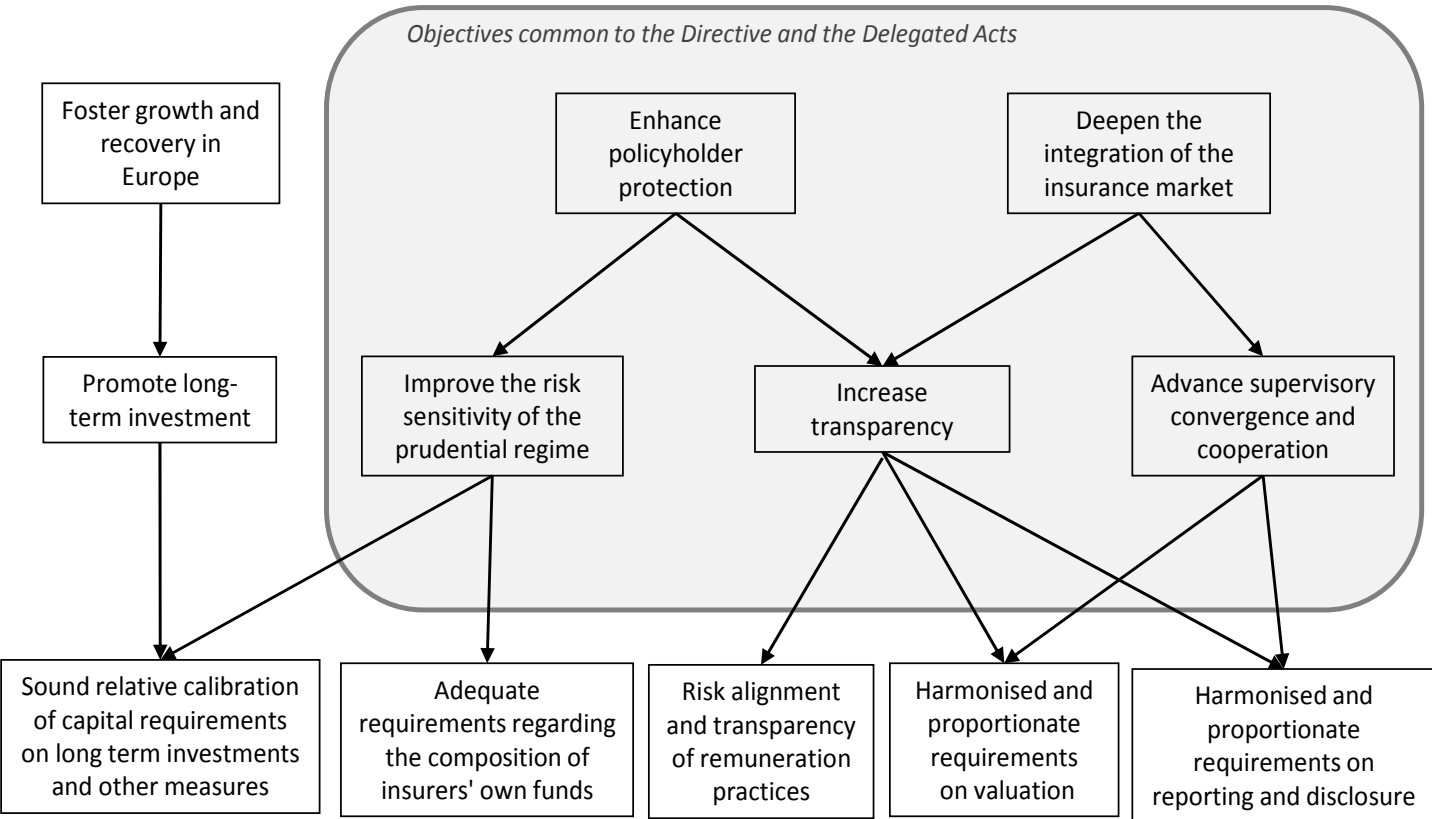 Objectives common to the Directive and the Delegated Acts
Foster growth and
recovery in
Europe
Enhance
policyholder
protection
Deepen the
integration of the
insurance market
Promote long-
term investment
Improve the risk
sensitivity of the
prudential regime
Increase
transparency
Advance supervisory
convergence and
cooperation
Sound relative calibration
of capital requirements
on long term investments
and other measures
Adequate
requirements regarding
the composition of
insurers' own funds
Risk alignment
and transparency
of remuneration
practices
Harmonised and
proportionate
requirements
on valuation
Harmonised and
proportionate
requirements on
reporting and disclosure